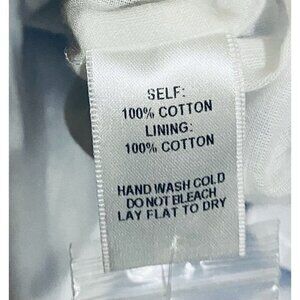 SELF:
100% COTTON
LINING:
100% COTTON
HAND WASH COLD
DO NOT BLEACH
LAY FLAT TO DRY